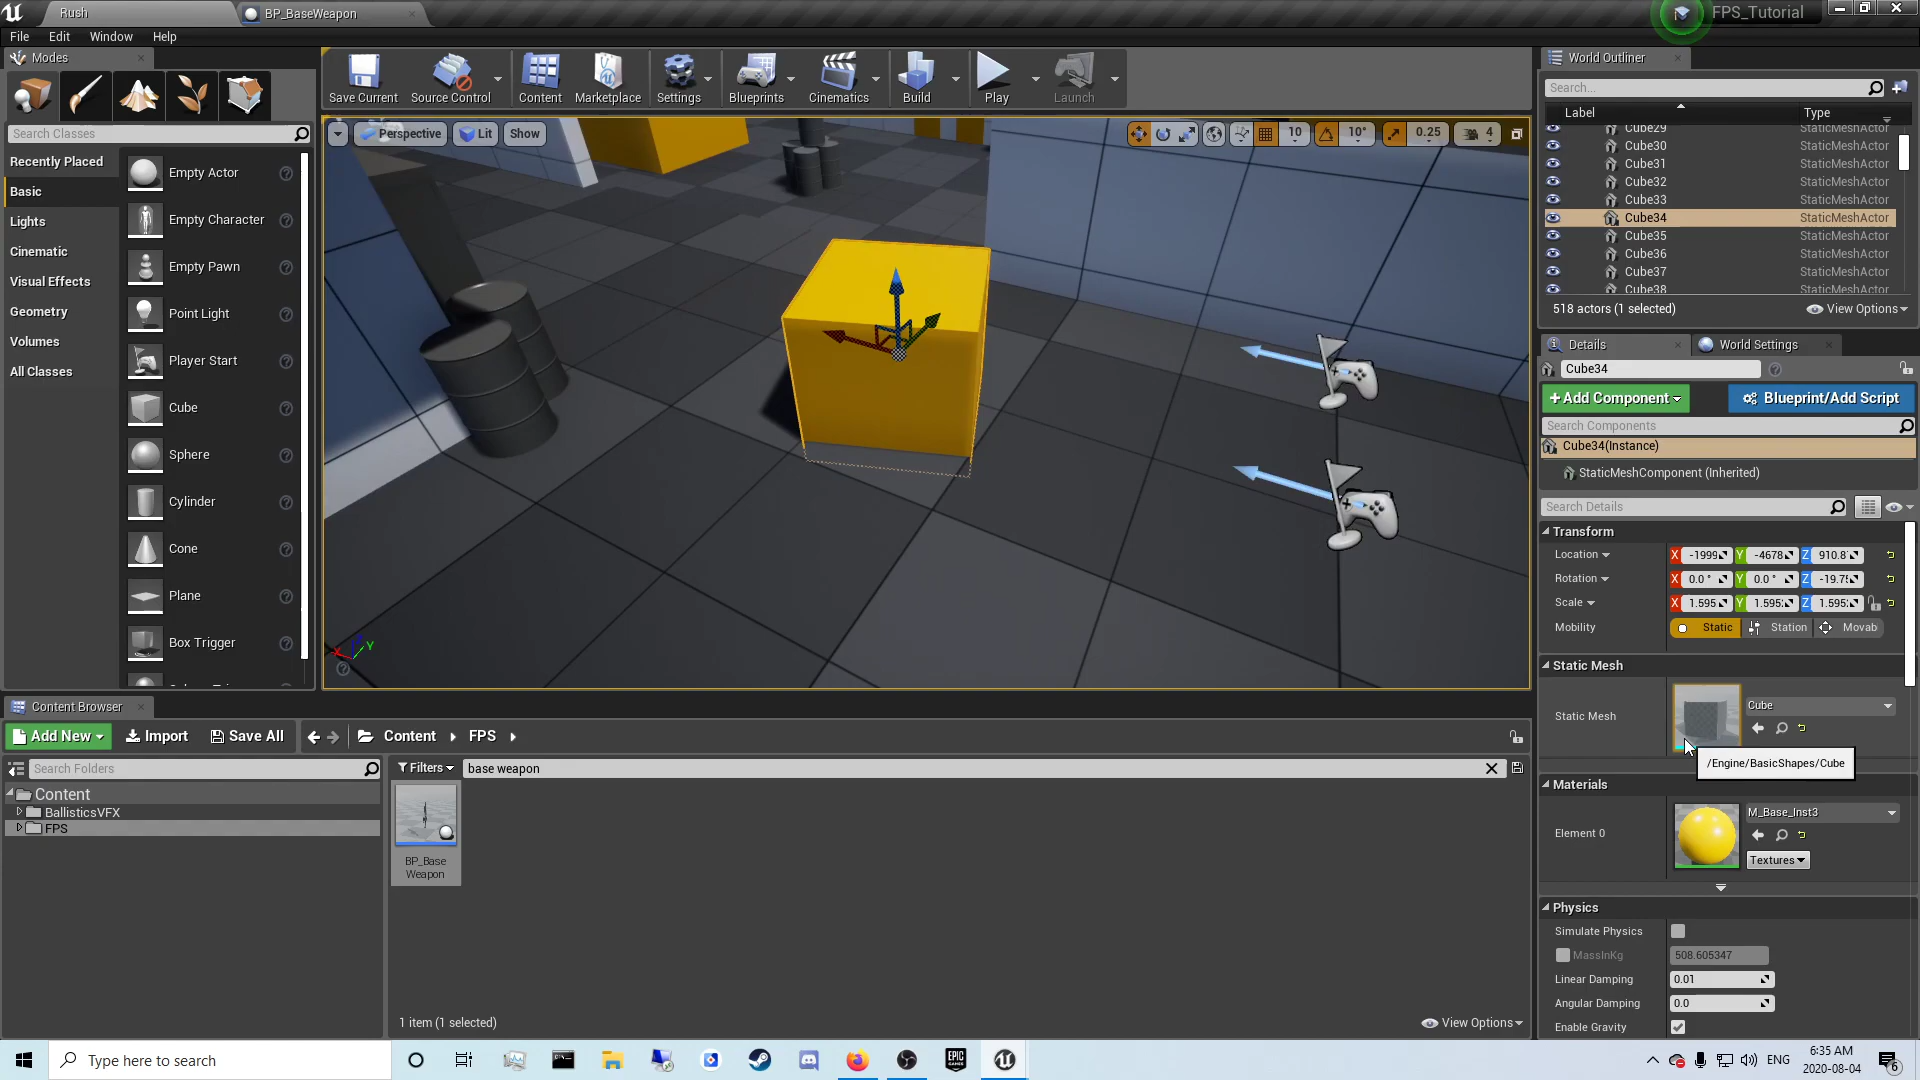 Rush
BP_BaseWeapon
FPS_Tutorial
File Edit Window Help
Modes
Search Classes
Recently Placed
Basic
Lights
Cinematic
Visual Effects
Geometry
Volumes
All Classes
Empty Actor
Empty Character
Empty Pawn
Point Light
Player Start
Cube
Sphere
Cylinder
Cone
Plane
Box Trigger
Save Current
Source Control
Content
Marketplace
Settings
Blueprints
Cinematics
Build
Play
Launch
Perspective Lit Show
10 10° 0.25 4
X Y
World Outliner
Search...
Label Type
Cube29 StaticMeshActor
Cube30 StaticMeshActor
Cube31 StaticMeshActor
Cube32 StaticMeshActor
Cube33 StaticMeshActor
Cube34 StaticMeshActor
Cube35 StaticMeshActor
Cube36 StaticMeshActor
Cube37 StaticMeshActor
Cube38 StaticMeshActor
518 actors (1 selected) View Options
Details World Settings
Cube34
+Add Component Blueprint/Add Script
Search Components
Cube34(Instance)
StaticMeshComponent (Inherited)
Search Details
Transform
Location X -1999 Y -4678 Z 910.8
Rotation X 0.0 ° Y 0.0 ° Z -19.7
Scale X 1.595 Y 1.595 Z 1.595
Mobility Static Station Movab
Static Mesh
Static Mesh Cube
/Engine/BasicShapes/Cube
Materials
Element 0 M_Base_Inst3
Textures
Physics
Simulate Physics
MassInKg 508.605347
Linear Damping 0.01
Angular Damping 0.0
Enable Gravity
Content Browser
Add New Import Save All Content FPS
Search Folders
Content
BallisticsVFX
FPS
Filters base weapon
BP_Base
Weapon
1 item (1 selected) View Options
Type here to search
EPIC
GAMES
ENG
6:35 AM
2020-08-04
6